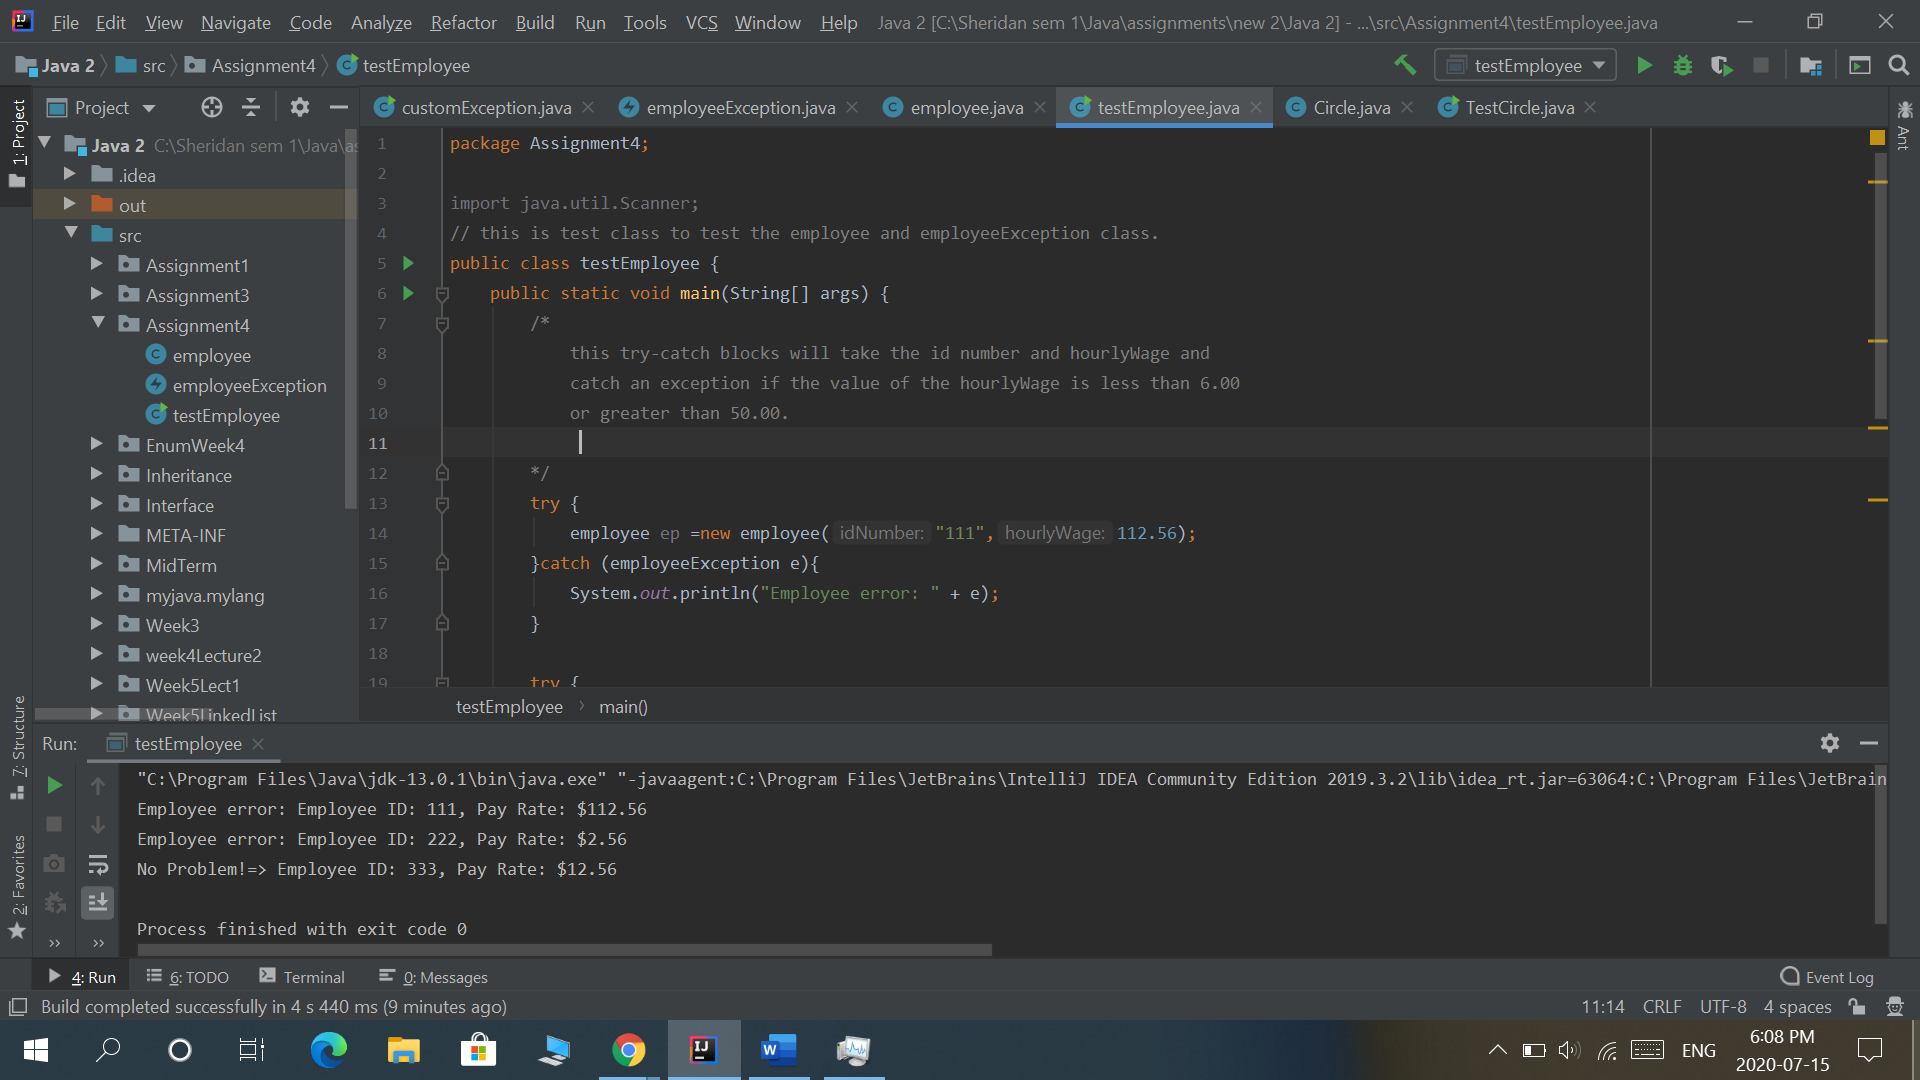 File Edit View Navigate Code Analyze Refactor Build Run Tools VCS Window Help Java 2 [C:\Sheridan sem 1\Java\assignments\new 2\Java 2] - ...\src\Assignment4\testEmployee.java
Java 2 src Assignment4 testEmployee testEmployee
1: Project
Project customException.java employeeException.java employee.java testEmployee.java Circle.java TestCircle.java
Ant
Java 2 C:\Sheridan sem 1\Java\as
.idea
out
src
Assignment1
Assignment3
Assignment4
employee
employeeException
testEmployee
EnumWeek4
Inheritance
Interface
META-INF
MidTerm
myjava.mylang
Week3
week4Lecture2
Week5Lect1
Week5LinkedList
1 package Assignment4;
2
3 import java.util.Scanner;
4 // this is test class to test the employee and employeeException class.
5 public class testEmployee {
6 public static void main(String[] args) {
7 /*
8 this try-catch blocks will take the id number and hourlyWage and
9 catch an exception if the value of the hourlyWage is less than 6.00
10 or greater than 50.00.
11
12 */
13 try {
14 employee ep =new employee( idNumber: "111", hourlyWage: 112.56);
15 }catch (employeeException e){
16 System.out.println("Employee error: " + e);
17 }
18
19 try {
testEmployee main()
7: Structure
2: Favorites
Run: testEmployee
"C:\Program Files\Java\jdk-13.0.1\bin\java.exe" "-javaagent:C:\Program Files\JetBrains\IntelliJ IDEA Community Edition 2019.3.2\lib\idea_rt.jar=63064:C:\Program Files\JetBrain
Employee error: Employee ID: 111, Pay Rate: $112.56
Employee error: Employee ID: 222, Pay Rate: $2.56
No Problem!=> Employee ID: 333, Pay Rate: $12.56
Process finished with exit code 0
4: Run 6: TODO Terminal 0: Messages Event Log
Build completed successfully in 4 s 440 ms (9 minutes ago) 11:14 CRLF UTF-8 4 spaces
ENG 6:08 PM
2020-07-15